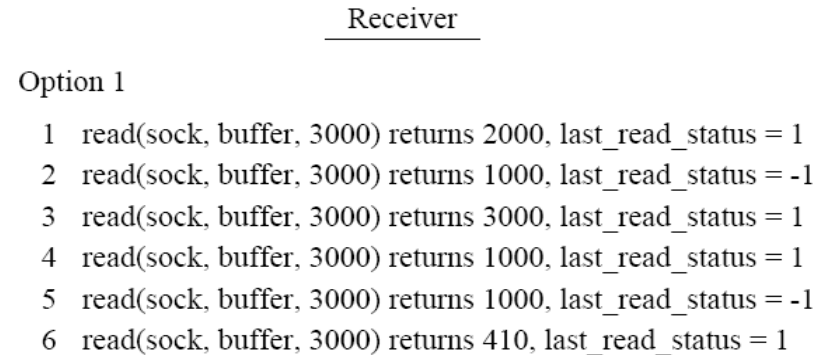 Receiver
Option 1
1 read(sock, buffer, 3000) returns 2000, last_read_status = 1
2 read(sock, buffer, 3000) returns 1000, last_read_status = -1
3 read(sock, buffer, 3000) returns 3000, last_read_status = 1
4 read(sock, buffer, 3000) returns 1000, last_read_status = 1
5 read(sock, buffer, 3000) returns 1000, last_read_status = -1
6 read(sock, buffer, 3000) returns 410, last_read_status = 1